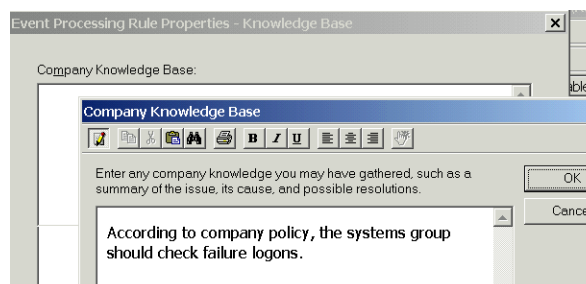 Event Processing Rule Properties - Knowledge Base
Company Knowledge Base:
Company Knowledge Base
B I U
Enter any company knowledge you may have gathered, such as a
summary of the issue, its cause, and possible resolutions.
OK
Cance
According to company policy, the systems group
should check failure logons.